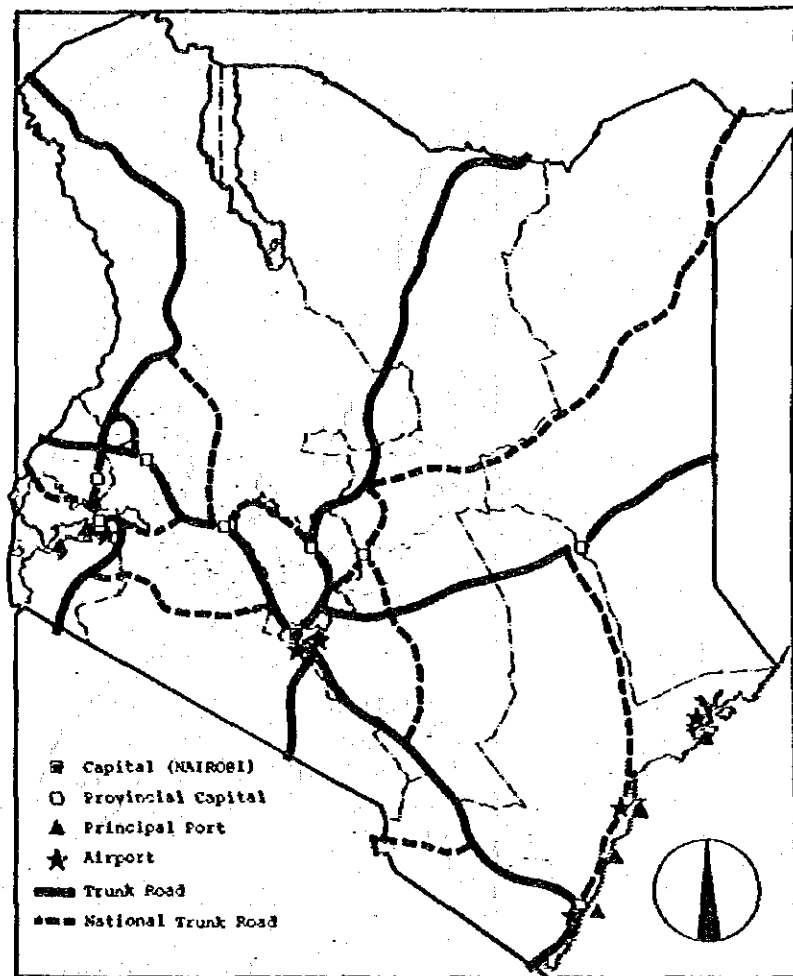 Capital (NAIROBI)
Provincial Capital
Principal Port
Airport
Trunk Road
National Trunk Road